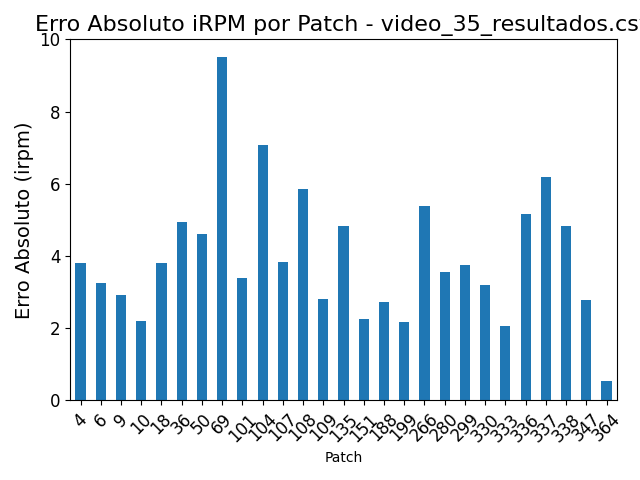 Erro Absoluto iRPM por Patch - video_35_resultados.cs
10
8
6
4
2
0
Erro Absoluto (irpm)
4 6 9 10 18 36 50 69 101 104 107 108 109 135 151 188 199 266 280 299 330 333 336 337 338 347 364
Patch